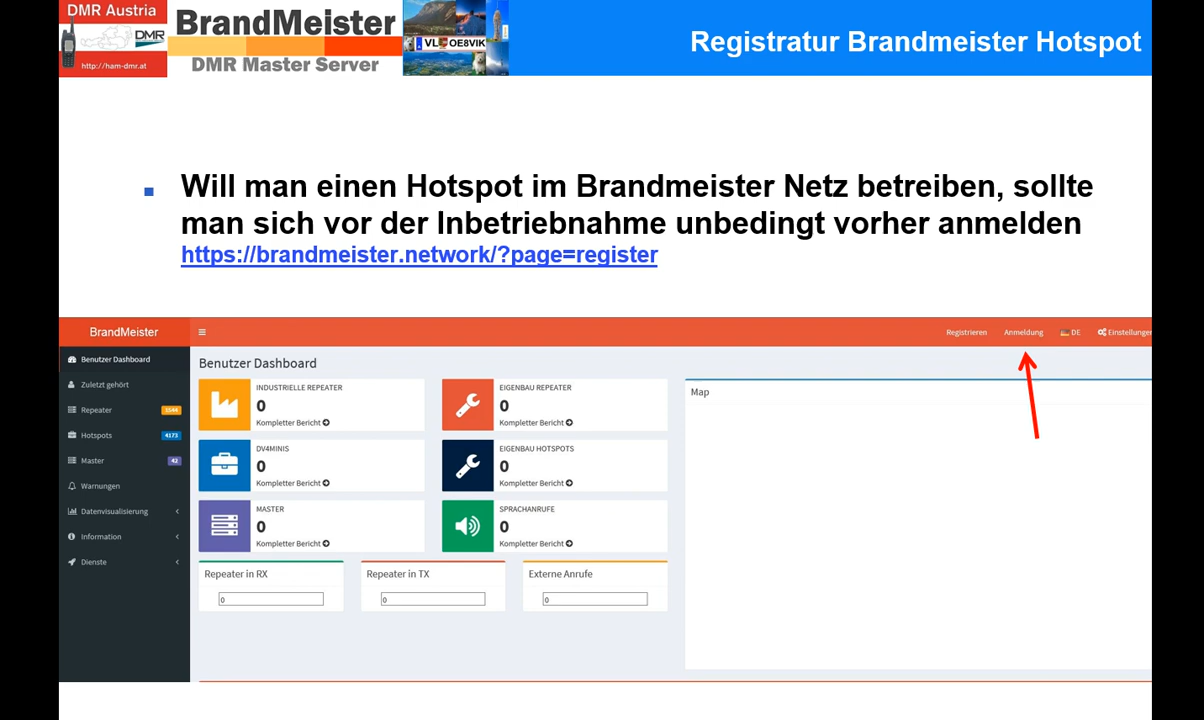 DMR Austria
DMR
http://ham-dmr.at
BrandMeister
DMR Master Server
VL OE8VIK
Registratur Brandmeister Hotspot
Will man einen Hotspot im Brandmeister Netz betreiben, sollte
man sich vor der Inbetriebnahme unbedingt vorher anmelden
https://brandmeister.network/?page=register
BrandMeister
Registrieren Anmeldung DE Einstellungen
Benutzer Dashboard
Zuletzt gehört
Repeater 1144
Hotspots 4173
Master 42
Warnungen
Datenvisualisierung
Information
Dienste
Benutzer Dashboard
INDUSTRIELLE REPEATER
0
Kompletter Bericht
EIGENBAU REPEATER
0
Kompletter Bericht
DV4MINIS
0
Kompletter Bericht
EIGENBAU HOTSPOTS
0
Kompletter Bericht
MASTER
0
Kompletter Bericht
SPRACHANRUFE
0
Kompletter Bericht
Repeater in RX
0
Repeater in TX
0
Externe Anrufe
0
Map